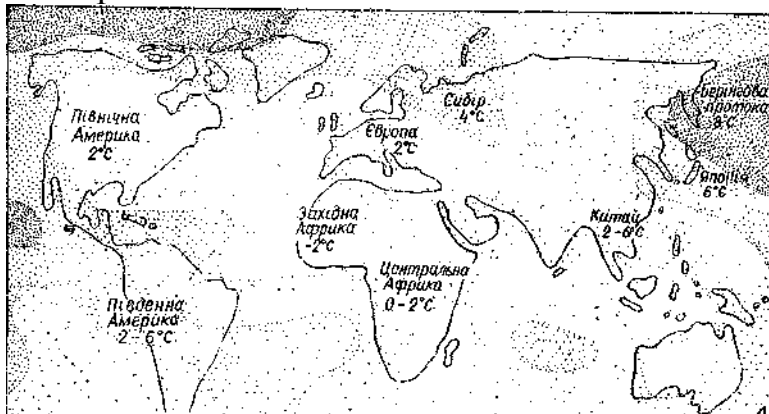 Північна
Америка
2°C
Європа
2°C
Сибір
4°C
Берингова
протока
8°C
Японія
6°C
Китай
2-6°C
Західна
Африка
-2°C
Центральна
Африка
0-2°C
Південна
Америка
2-6°C